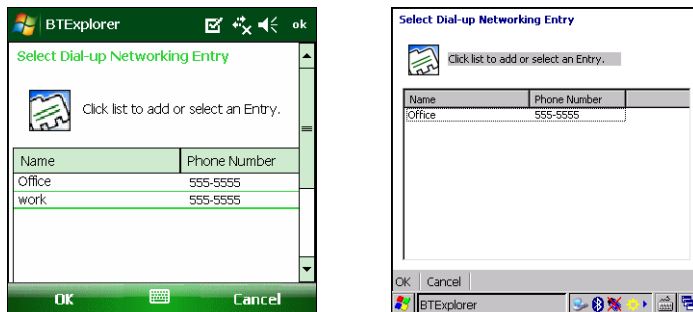 BTExplorer ok
Select Dial-up Networking Entry
Click list to add or select an Entry.
Name Phone Number
Office 555-5555
work 555-5555
OK Cancel
Select Dial-up Networking Entry
Click list to add or select an Entry.
Name Phone Number
Office 555-5555
OK Cancel
BTExplorer